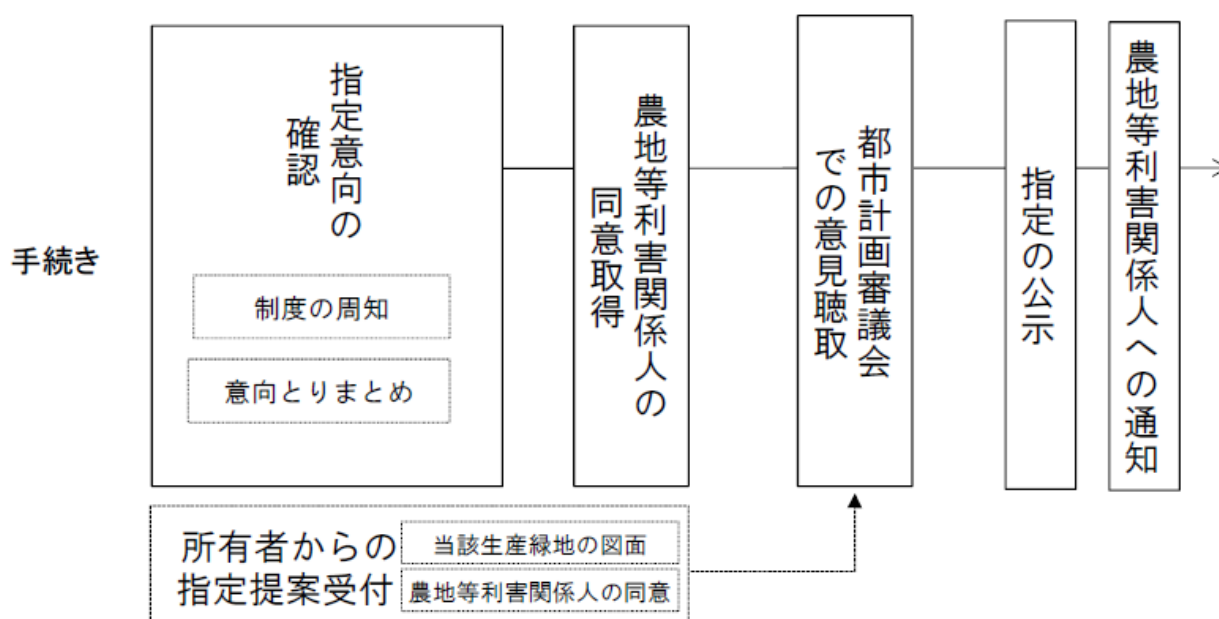 手続き
指定意向の
確認
制度の周知
意向とりまとめ
農地等利害関係人の
同意取得
都市計画審議会
での意見聴取
指定の公示
農地等利害関係人への通知
所有者からの
指定提案受付
当該生産緑地の図面
農地等利害関係人の同意